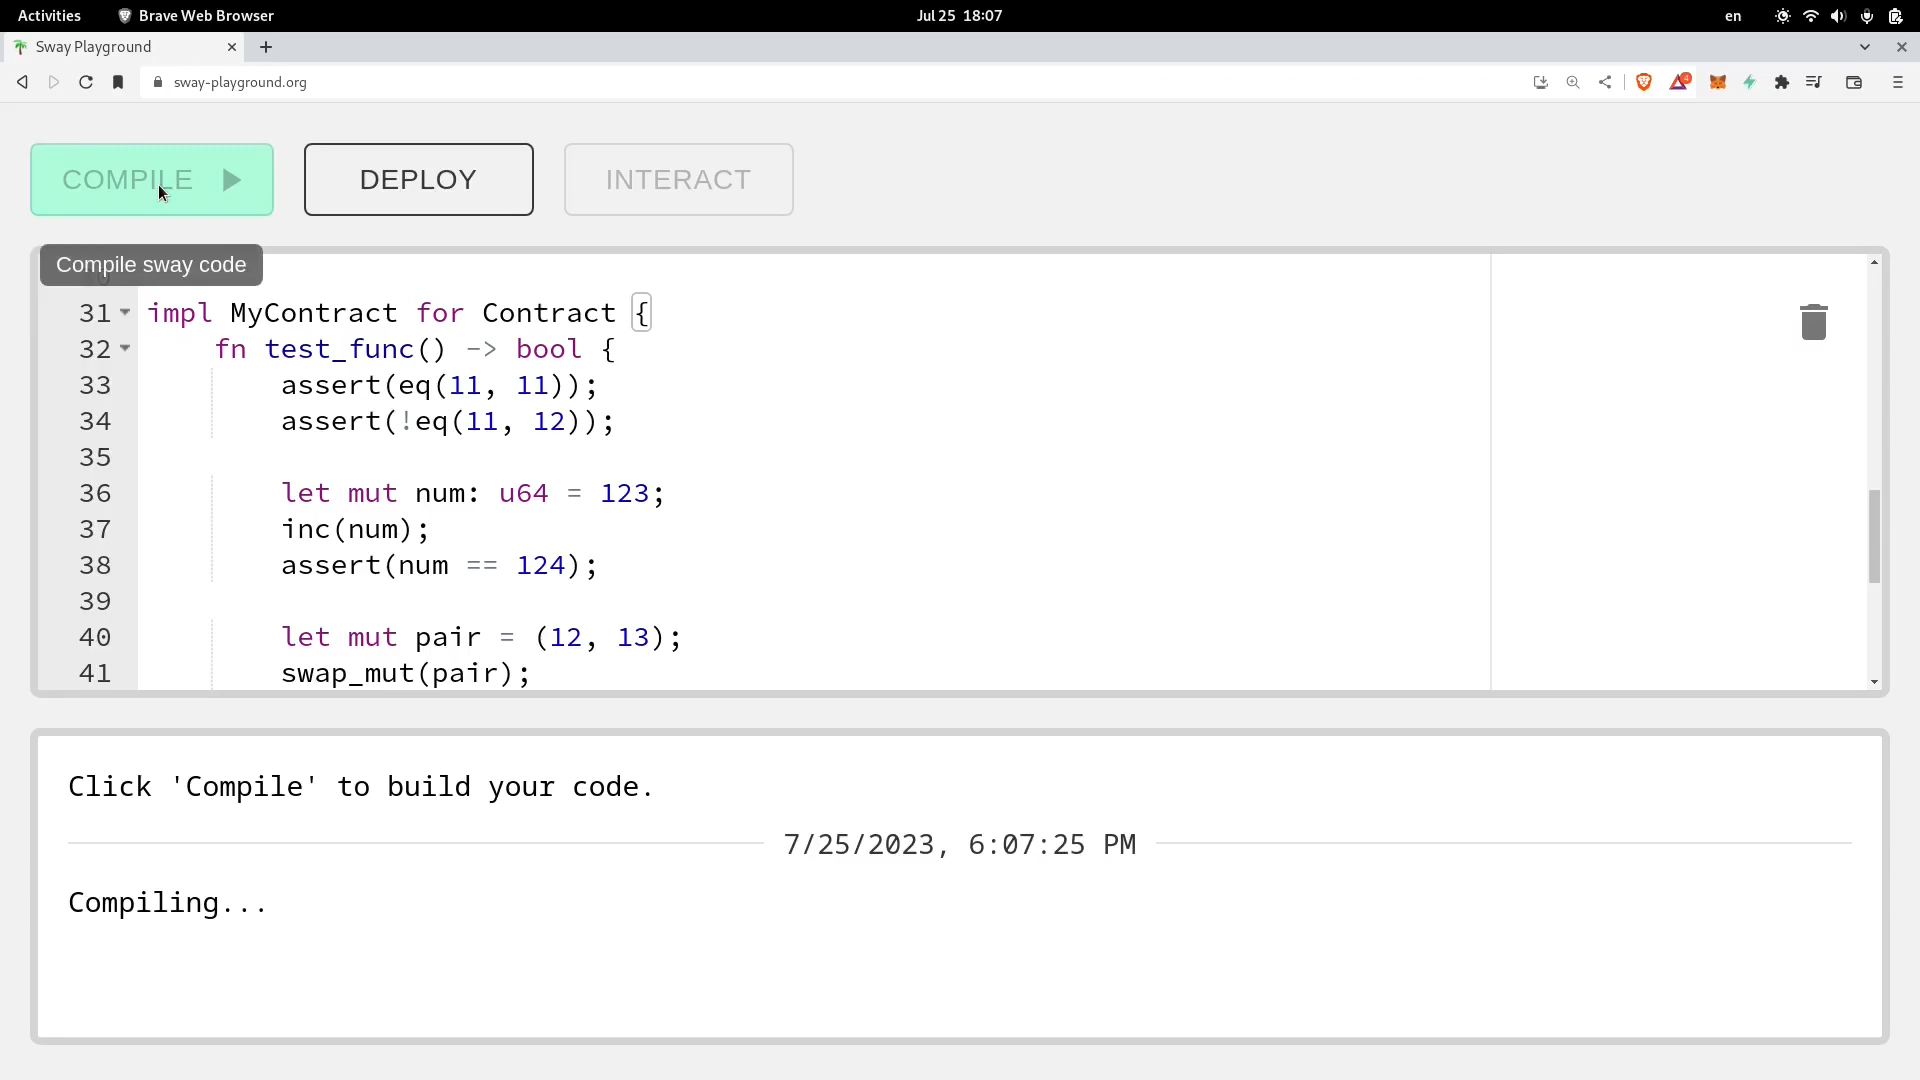 Activities Brave Web Browser Jul 25 18:07 en
Sway Playground
sway-playground.org 4
COMPILE DEPLOY INTERACT
Compile sway code
31 impl MyContract for Contract {
32 fn test_func() -> bool {
33 assert(eq(11, 11));
34 assert(!eq(11, 12));
35
36 let mut num: u64 = 123;
37 inc(num);
38 assert(num == 124);
39
40 let mut pair = (12, 13);
41 swap_mut(pair);
Click 'Compile' to build your code.
7/25/2023, 6:07:25 PM
Compiling...